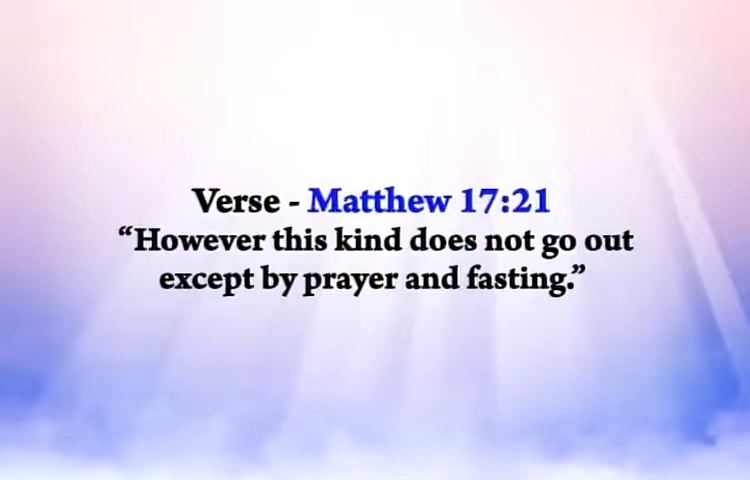 Verse - Matthew 17:21
“However this kind does not go out
except by prayer and fasting.”